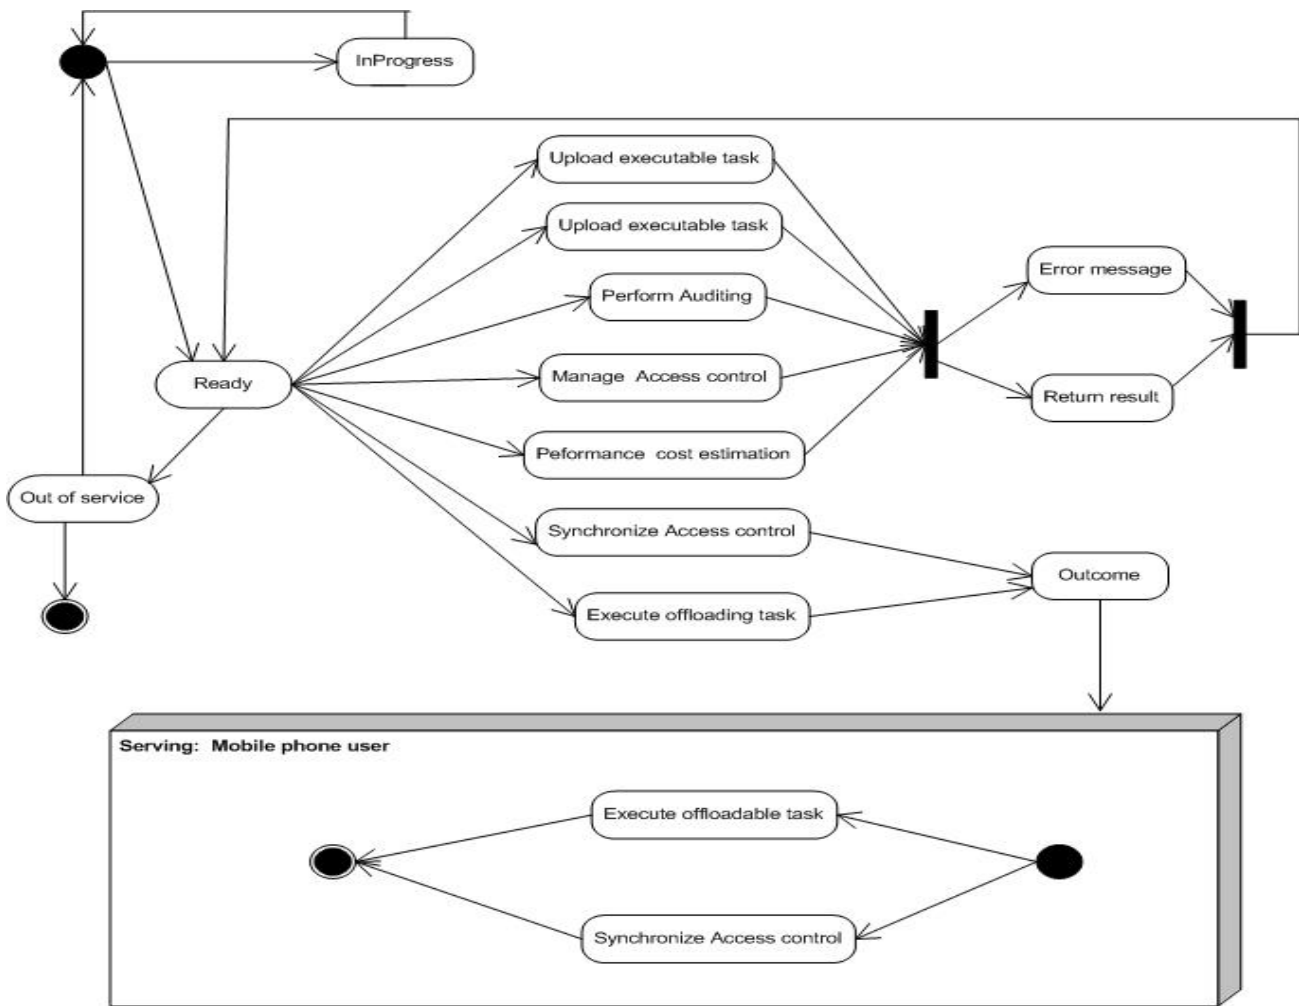 InProgress
Upload executable task
Upload executable task
Perform Auditing
Error message
Manage  Access control
Ready
Return result
Peformance  cost estimation
Out of service
Synchronize Access control
Outcome
Execute offloading task
Serving:  Mobile phone user
Execute offloadable task
Synchronize Access control